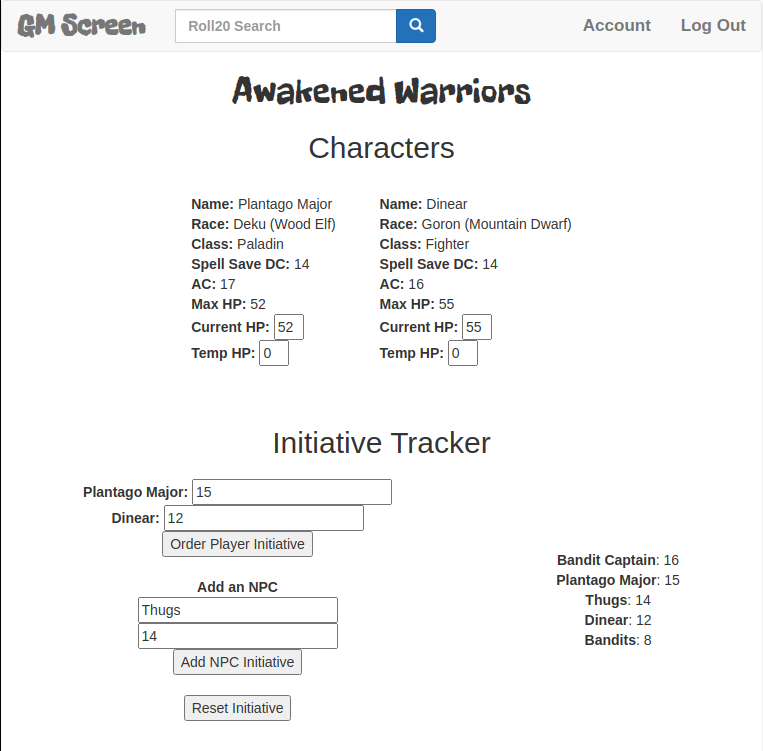 GM Screen
Roll20 Search
Account
Log Out
Awakened Warriors
Characters
Name: Plantago Major
Race: Deku (Wood Elf)
Class: Paladin
Spell Save DC: 14
AC: 17
Max HP: 52
Current HP: 52
Temp HP: 0
Name: Dinear
Race: Goron (Mountain Dwarf)
Class: Fighter
Spell Save DC: 14
AC: 16
Max HP: 55
Current HP: 55
Temp HP: 0
Initiative Tracker
Plantago Major: 15
Dinear: 12
Order Player Initiative
Add an NPC
Thugs
14
Add NPC Initiative
Reset Initiative
Bandit Captain: 16
Plantago Major: 15
Thugs: 14
Dinear: 12
Bandits: 8